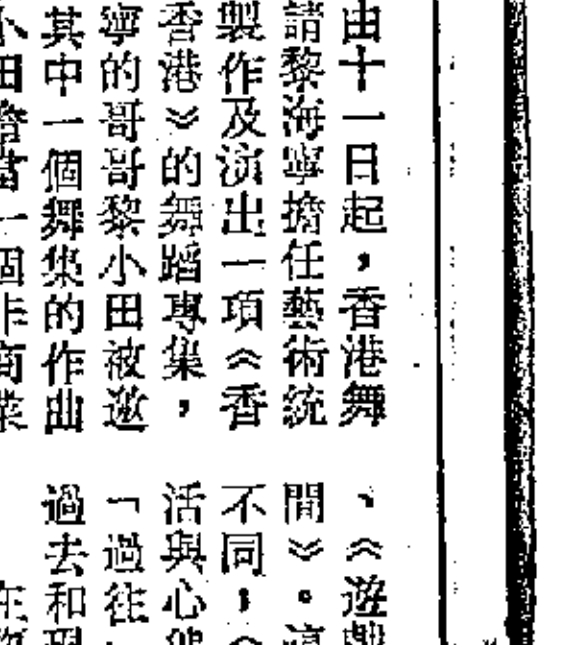 由十一日起，香港舞
請黎海寧擔任藝術統
製作及演出一項《香
香港》的舞蹈專集，
寧的哥哥黎小田被邀
其中一個舞集的作曲
小田
一個
、《遊戲
間》。
不同，《
活與心態
「過往
過去和現
在